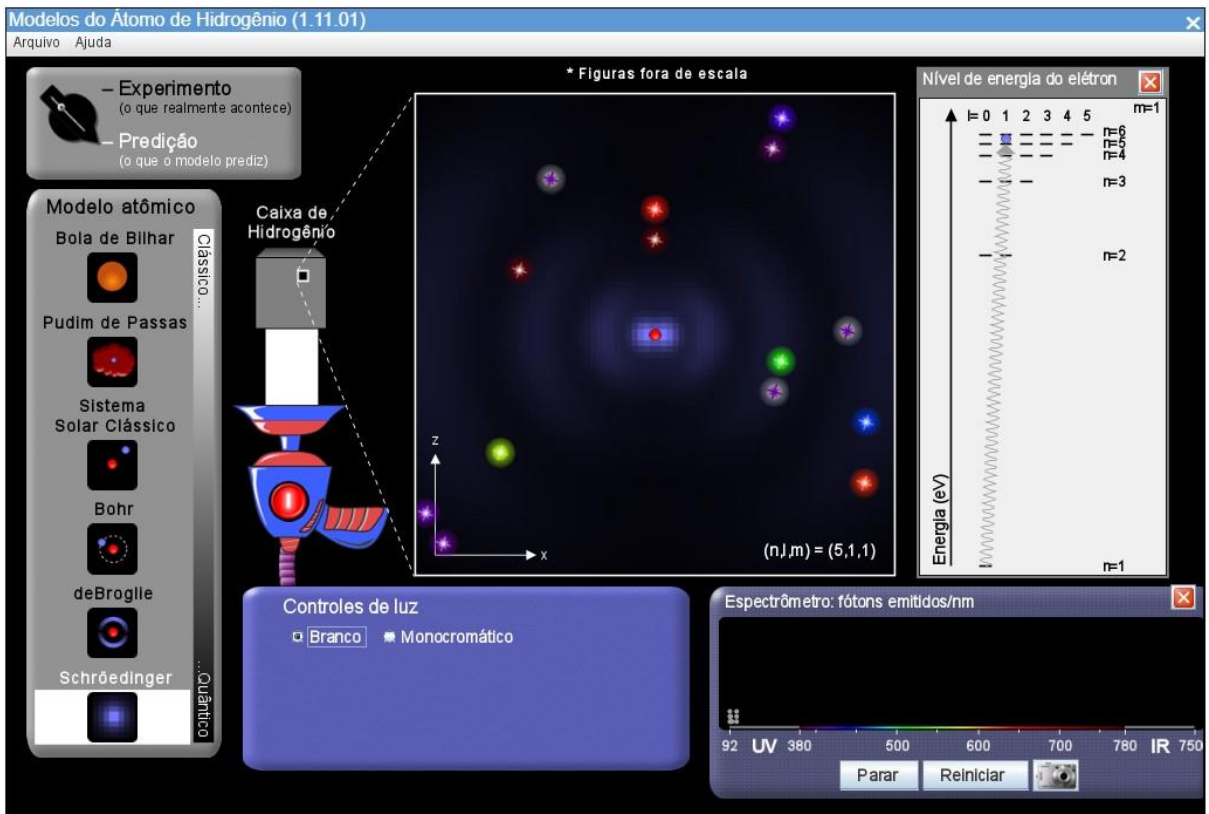 Modelos do Átomo de Hidrogênio (1.11.01)
Arquivo Ajuda
Experimento
(o que realmente acontece)
Predição
(o que o modelo prediz)
Modelo atômico
Bola de Bilhar
Pudim de Passas
Sistema
Solar Clássico
Bohr
deBroglie
Schrõedinger
Clássico...
...Quântico
Caixa de
Hidrogênio
* Figuras fora de escala
z
x
(n,l,m) = (5,1,1)
Nível de energia do elétron
m=1
l= 0 1 2 3 4 5
n=6
n=5
n=4
n=3
n=2
n=1
Energia (eV)
Controles de luz
Branco Monocromático
Espectrômetro: fótons emitidos/nm
92 UV 380 500 600 700 780 IR 750
Parar Reiniciar